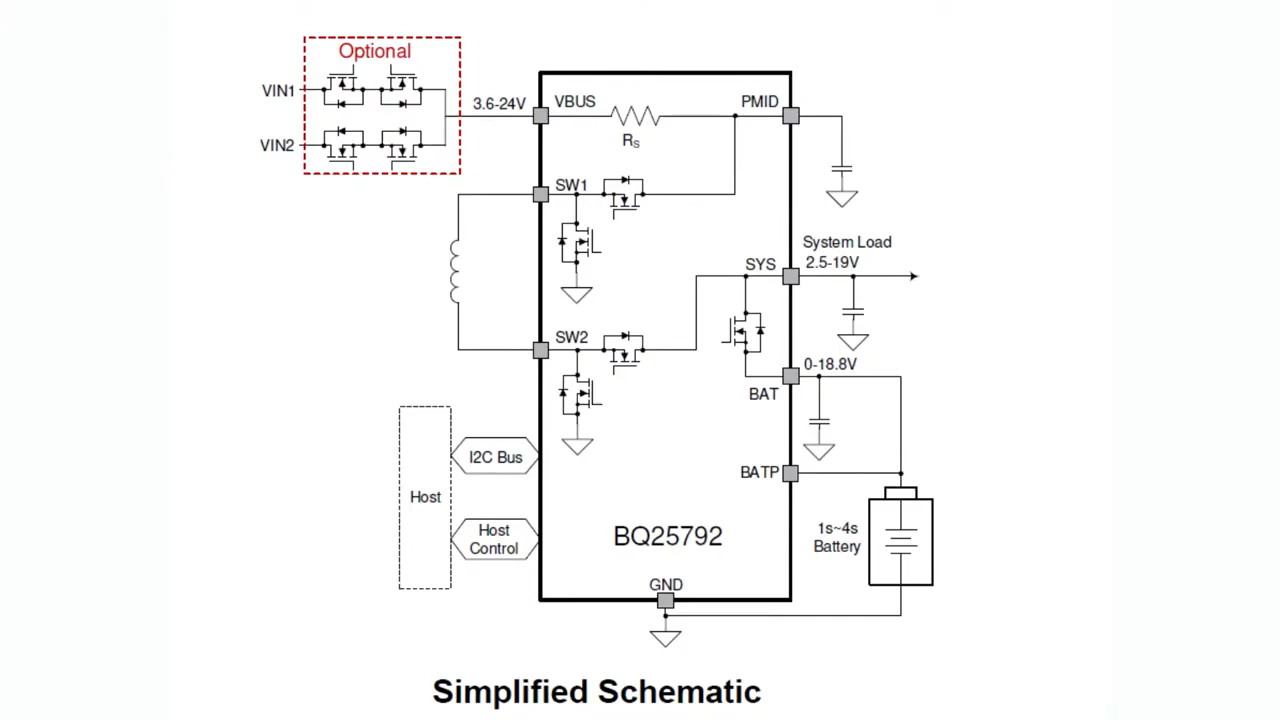 Optional
VIN1
VIN2
3.6-24V
VBUS
RS
PMID
SW1
System Load
2.5-19V
SYS
SW2
0-18.8V
BAT
I2C Bus
BATP
Host
Host
Control
BQ25792
1s~4s
Battery
GND
Simplified Schematic